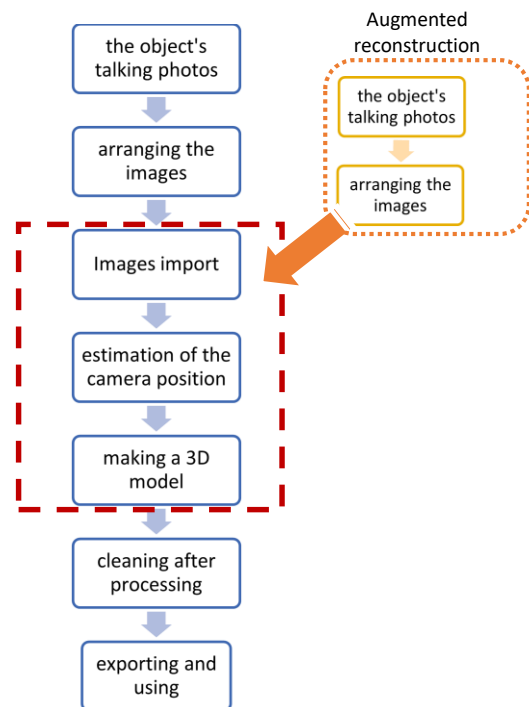 the object's
talking photos
arranging the
images
Images import
estimation of the
camera position
making a 3D
model
cleaning after
processing
exporting and
using
Augmented
reconstruction
the object's
talking photos
arranging the
images